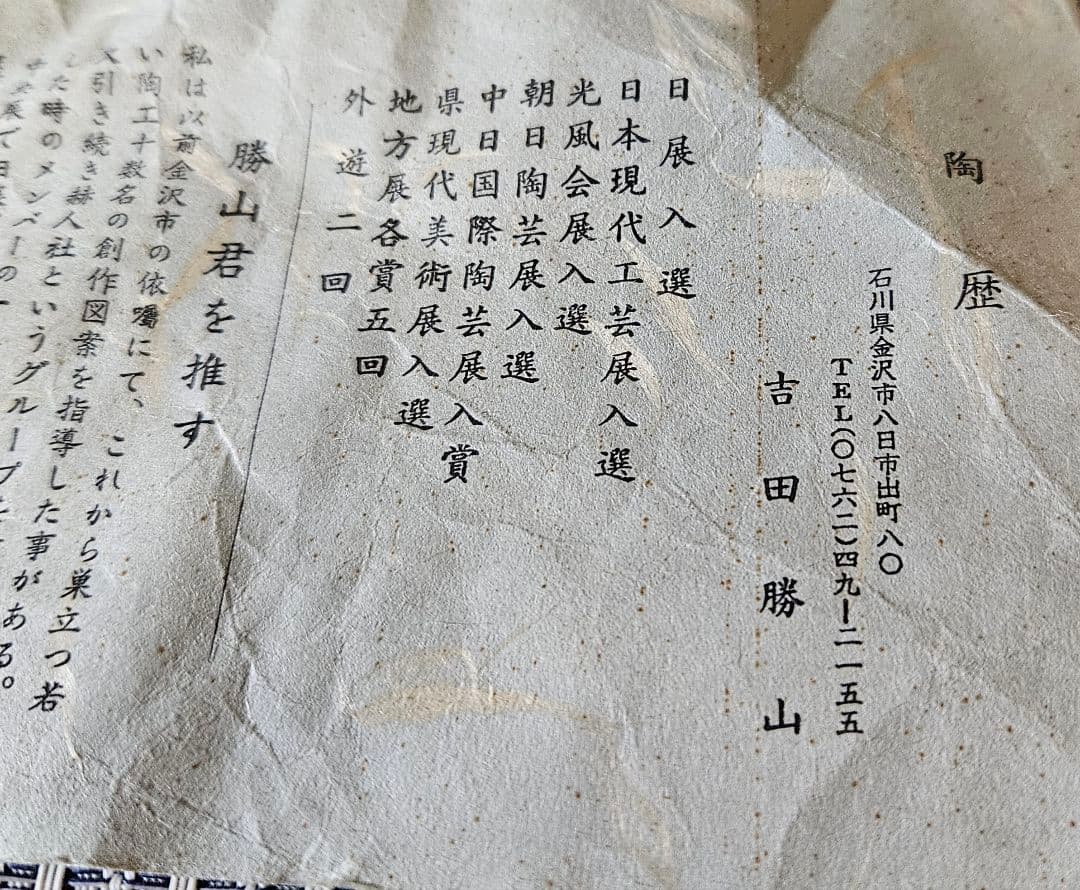 陶歴
石川県金沢市八日市出町八〇
TEL(〇七六二)四九ー二一五五
吉田勝山
日展入選
日本現代工芸展入選
光風会展入選
朝日陶芸展入選
中日国際陶芸展入賞
県現代美術展入選
地方展各賞五回
外遊二回
勝山君を推す
私は以前金沢市の依嘱にて、これから巣立つ若
い陶工十数名の創作図案を指導した事がある。
引き続き赫人社というグループを
た時のメンバーの一